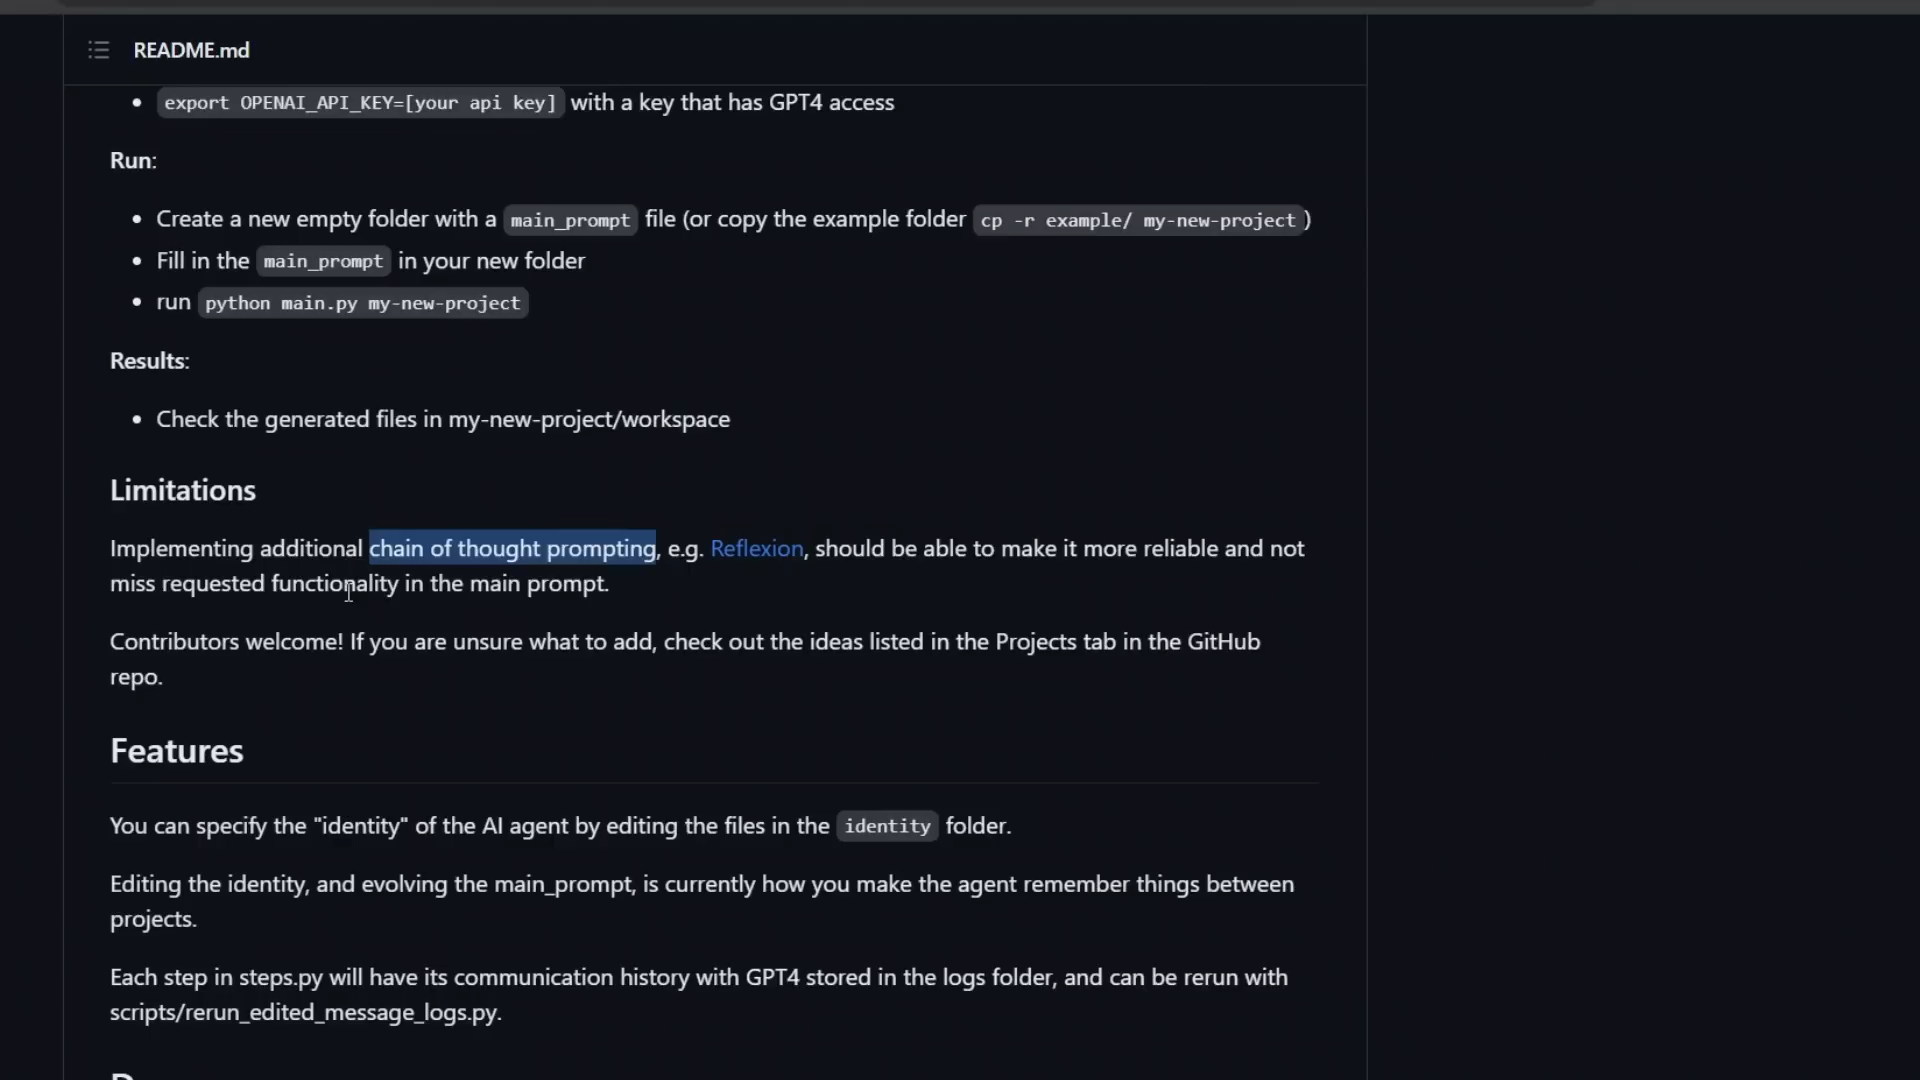 README.md
export OPENAI_API_KEY=[your api key] with a key that has GPT4 access
Run:
Create a new empty folder with a main_prompt file (or copy the example folder cp -r example/ my-new-project)
Fill in the main_prompt in your new folder
run python main.py my-new-project
Results:
Check the generated files in my-new-project/workspace
Limitations
Implementing additional chain of thought prompting, e.g. Reflexion, should be able to make it more reliable and not
miss requested functionality in the main prompt.
Contributors welcome! If you are unsure what to add, check out the ideas listed in the Projects tab in the GitHub
repo.
Features
You can specify the "identity" of the AI agent by editing the files in the identity folder.
Editing the identity, and evolving the main_prompt, is currently how you make the agent remember things between
projects.
Each step in steps.py will have its communication history with GPT4 stored in the logs folder, and can be rerun with
scripts/rerun_edited_message_logs.py.